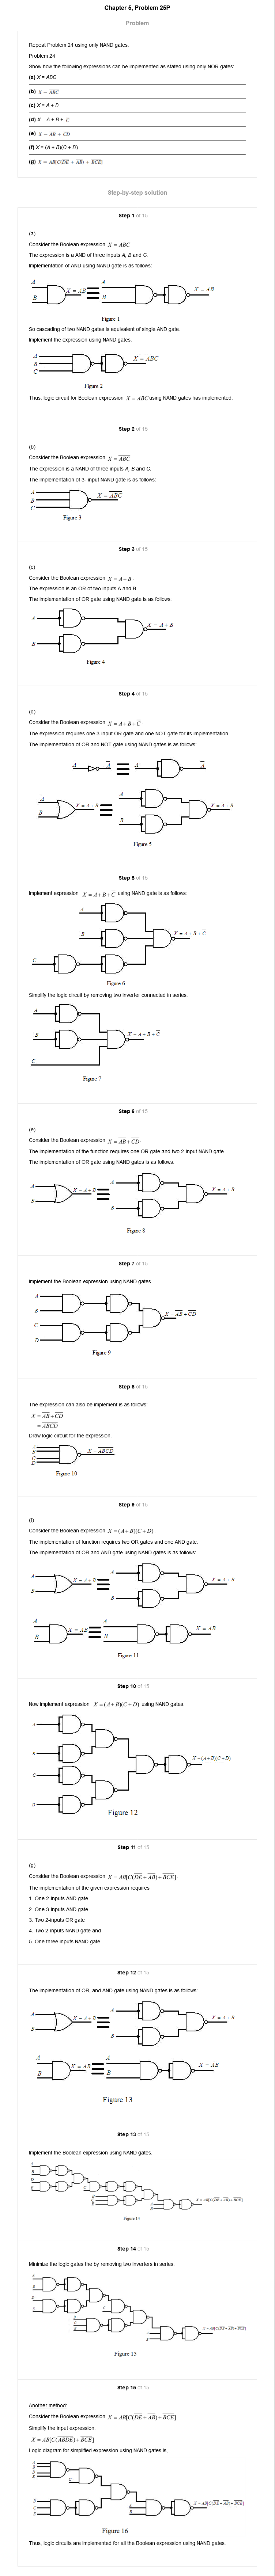 Chapter 5, Problem 25P
Problem
Repeat Problem 24 using only NAND gates.
Problem 24
Show how the following expressions can be implemented as stated using only NOR gates.
(a) X = ABC
(b) X = \overline{ABC}
(c) X = A + B
(d) X = A + B + \overline{C}
(e) X = \overline{AB} + \overline{CD}
(f) X = (A + B)(C + D)
(g) X = AB[C(\overline{DE} + \overline{AB}) + \overline{BCE}]
Step-by-step solution
Step 1 of 15
(a)
Consider the Boolean expression X = ABC.
The expression is a AND of three inputs A, B and C.
Implementation of AND using NAND gate is as follows:
A
B
X = AB
A
B
X = AB
Figure 1
So cascading of two NAND gates is equivalent of single AND gate.
Implement the expression using NAND gates.
A
B
C
X = ABC
Figure 2
Thus, logic circuit for Boolean expression X = ABC using NAND gates has implemented.
Step 2 of 15
(b)
Consider the Boolean expression X = \overline{ABC}.
The expression is a NAND of three inputs A, B and C.
The implementation of 3- input NAND gate is as follows:
A
B
C
X = \overline{ABC}
Figure 3
Step 3 of 15
(c)
Consider the Boolean expression X = A + B
The expression is an OR of two inputs A and B.
The implementation of OR gate using NAND gate is as follows:
A
B
X = A + B
Figure 4
Step 4 of 15
(d)
Consider the Boolean expression X = A + B + \overline{C}.
The expression requires one 3-input OR gate and one NOT gate for its implementation.
The implementation of OR and NOT gate using NAND gates is as follows:
A
\overline{A}
A
\overline{A}
A
B
X = A + B
A
B
X = A + B
Figure 5
Step 5 of 15
Implement expression X = A + B + \overline{C} using NAND gate is as follows:
A
B
C
X = A + B + \overline{C}
Figure 6
Simplify the logic circuit by removing two inverter connected in series.
A
B
C
X = A + B + \overline{C}
Figure 7
Step 6 of 15
(e)
Consider the Boolean expression X = \overline{AB} + \overline{CD}.
The implementation of the function requires one OR gate and two 2-input NAND gate.
The implementation of OR gate using NAND gates is as follows:
A
B
X = A + B
A
B
X = A + B
Figure 8
Step 7 of 15
Implement the Boolean expression using NAND gates.
A
B
C
D
X = \overline{AB} + \overline{CD}
Figure 9
Step 8 of 15
The expression can also be implement is as follows:
X = \overline{AB} + \overline{CD}
= \overline{ABCD}
Draw logic circuit for the expression.
A
B
C
D
X = \overline{ABCD}
Figure 10
Step 9 of 15
(f)
Consider the Boolean expression X = (A + B)(C + D).
The implementation of function requires two OR gates and one AND gate.
The implementation of OR and AND gate using NAND gates is as follows:
A
B
X = A + B
A
B
X = A + B
A
B
X = AB
A
B
X = AB
Figure 11
Step 10 of 15
Now implement expression X = (A + B)(C + D) using NAND gates.
A
B
C
D
X = (A + B)(C + D)
Figure 12
Step 11 of 15
(g)
Consider the Boolean expression X = AB[C(\overline{DE} + \overline{AB}) + \overline{BCE}]
The implementation of the given expression requires
1. One 2-inputs AND gate
2. One 3-inputs AND gate
3. Two 2-inputs OR gate
4. Two 2-inputs NAND gate and
5. One three inputs NAND gate
Step 12 of 15
The implementation of OR, and AND gate using NAND gates is as follows:
A
B
X = A + B
A
B
X = A + B
A
B
X = AB
A
B
X = AB
Figure 13
Step 13 of 15
Implement the Boolean expression using NAND gates.
X = AB[C(\overline{DE} + \overline{AB}) + \overline{BCE}]
Figure 14
Step 14 of 15
Minimize the logic gates the by removing two inverters in series.
X = AB[C(\overline{DE} + \overline{AB}) + \overline{BCE}]
Figure 15
Step 15 of 15
Another method:
Consider the Boolean expression X = AB[C(\overline{DE} + \overline{AB}) + \overline{BCE}].
Simplify the input expression.
X = AB[C(\overline{ABDE}) + \overline{BCE}]
Logic diagram for simplified expression using NAND gates is,
A
B
D
E
C
B
C
E
A
B
X = AB[C(\overline{DE} + \overline{AB}) + \overline{BCE}]
Figure 16
Thus, logic circuits are implemented for all the Boolean expression using NAND gates.